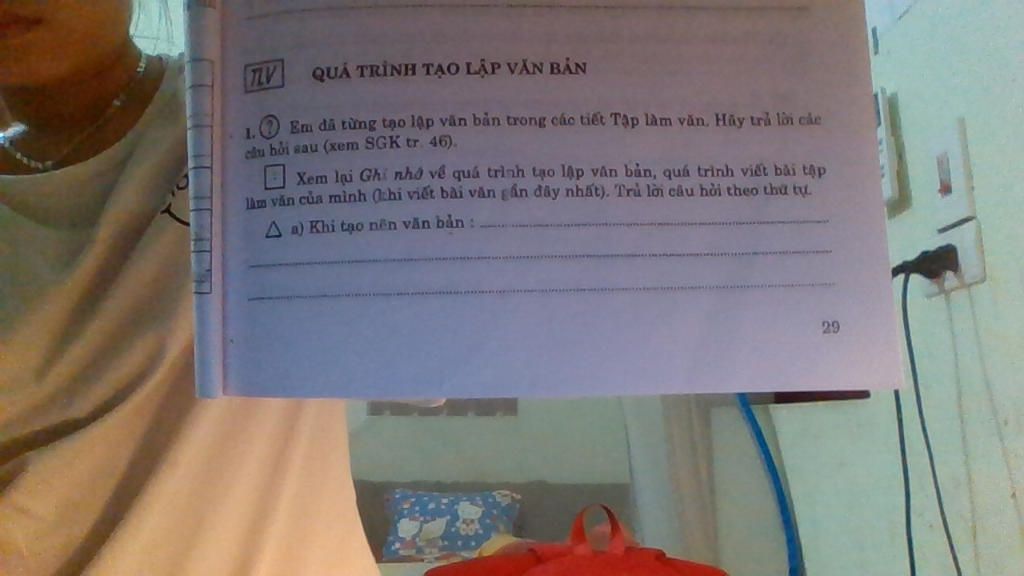 TLV QUÁ TRÌNH TẠO LẬP VĂN BẢN
1. ? Em đã từng tạo lập văn bản trong các tiết Tập làm văn. Hãy trả lời các
câu hỏi sau (xem SGK tr. 46).
Xem lại Ghi nhớ về quá trình tạo lập văn bản, quá trình viết bài tập
làm văn của mình (khi viết bài văn gần đây nhất). Trả lời câu hỏi theo thứ tự.
a) Khi tạo nên văn bản :
29